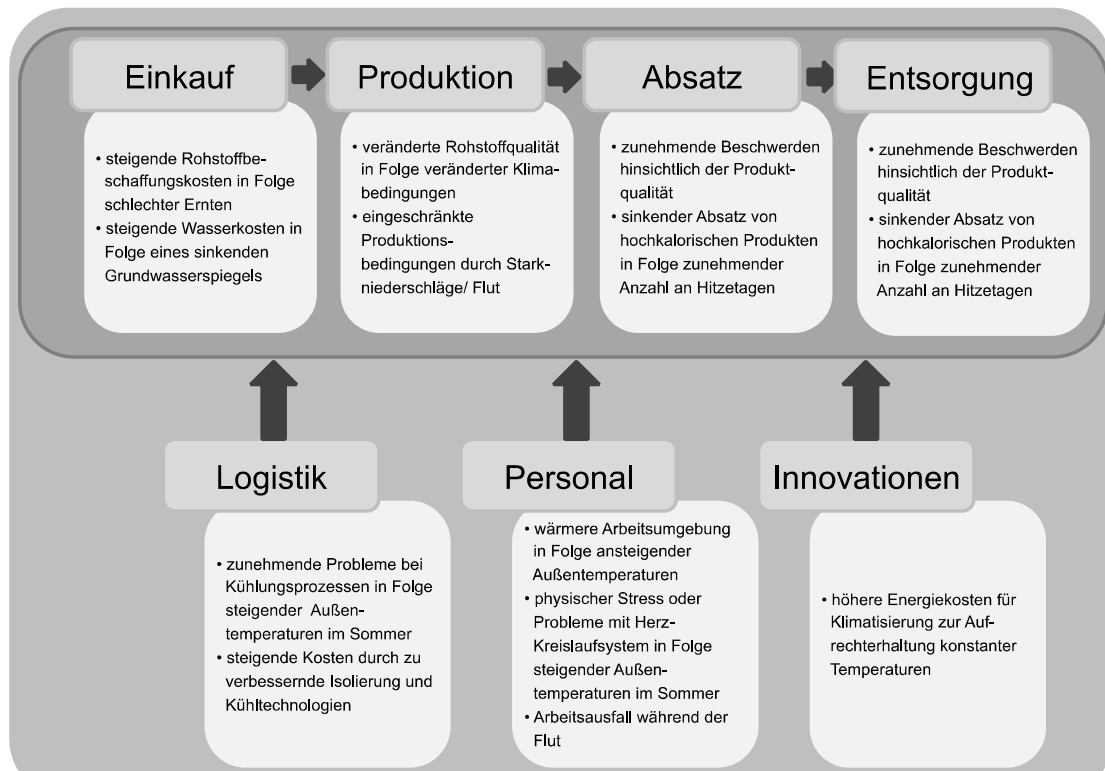 Einkauf
Produktion
Absatz
Entsorgung
• steigende Rohstoffbe-
schaffungskosten in Folge
schlechter Ernten
• steigende Wasserkosten in
Folge eines sinkenden
Grundwasserspiegels
• veränderte Rohstoffqualität
in Folge veränderter Klima-
bedingungen
• eingeschränkte
Produktions-
bedingungen durch Stark-
niederschläge/ Flut
• zunehmende Beschwerden
hinsichtlich der Produkt-
qualität
• sinkender Absatz von
hochkalorischen Produkten
in Folge zunehmender
Anzahl an Hitzetagen
• zunehmende Beschwerden
hinsichtlich der Produkt-
qualität
• sinkender Absatz von
hochkalorischen Produkten
in Folge zunehmender
Anzahl an Hitzetagen
Logistik
Personal
Innovationen
• zunehmende Probleme bei
Kühlungsprozessen in Folge
steigender Außen-
temperaturen im Sommer
• steigende Kosten durch zu
verbessernde Isolierung und
Kühltechnologien
• wärmere Arbeitsumgebung
in Folge ansteigender
Außentemperaturen
• physischer Stress oder
Probleme mit Herz-
Kreislaufsystem in Folge
steigender Außen-
temperaturen im Sommer
• Arbeitsausfall während der
Flut
• höhere Energiekosten für
Klimatisierung zur Auf-
rechterhaltung konstanter
Temperaturen